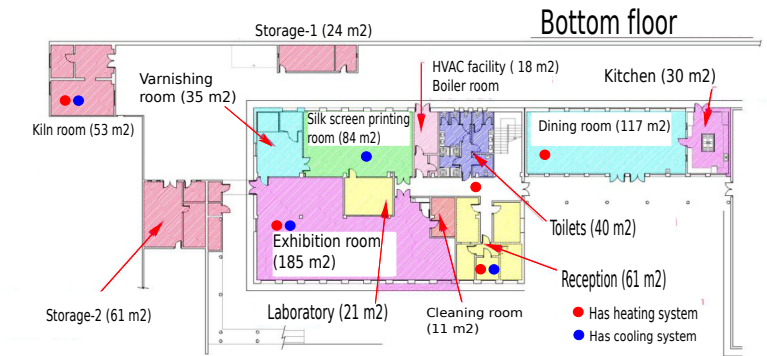 Bottom floor
Storage-1 (24 m2)
HVAC facility ( 18 m2)
Boiler room
Kitchen (30 m2)
Varnishing
room (35 m2)
Silk screen printing
room (84 m2)
Dining room (117 m2)
Kiln room (53 m2)
Toilets (40 m2)
Exhibition room
(185 m2)
Reception (61 m2)
Storage-2 (61 m2)
Laboratory (21 m2)
Cleaning room
(11 m2)
Has heating system
Has cooling system